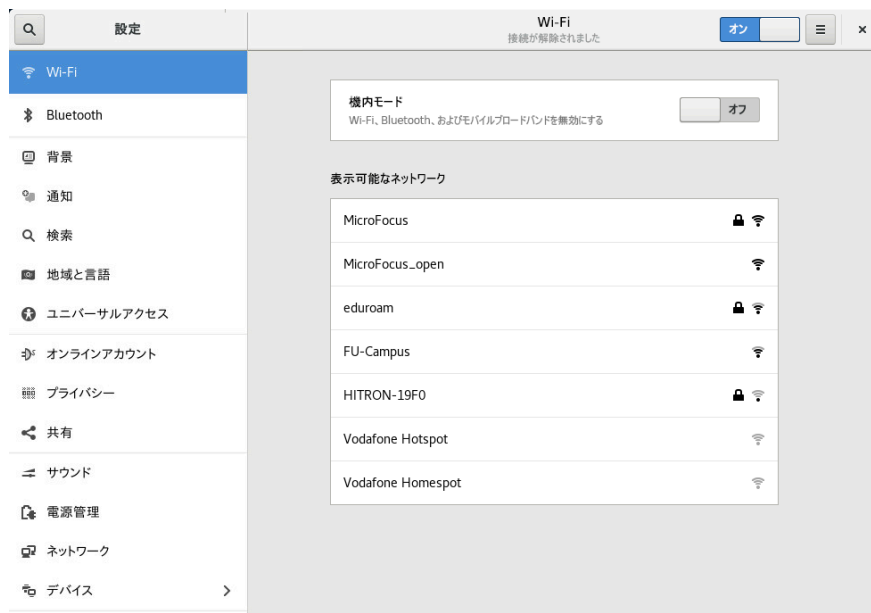 設定
Wi-Fi
接続が解除されました
オン
Wi-Fi
Bluetooth
背景
通知
検索
地域と言語
ユニバーサルアクセス
オンラインアカウント
プライバシー
共有
サウンド
電源管理
ネットワーク
デバイス
機内モード
Wi-Fi、Bluetooth、およびモバイルブロードバンドを無効にする
オフ
表示可能なネットワーク
MicroFocus
MicroFocus_open
eduroam
FU-Campus
HITRON-19F0
Vodafone Hotspot
Vodafone Homespot